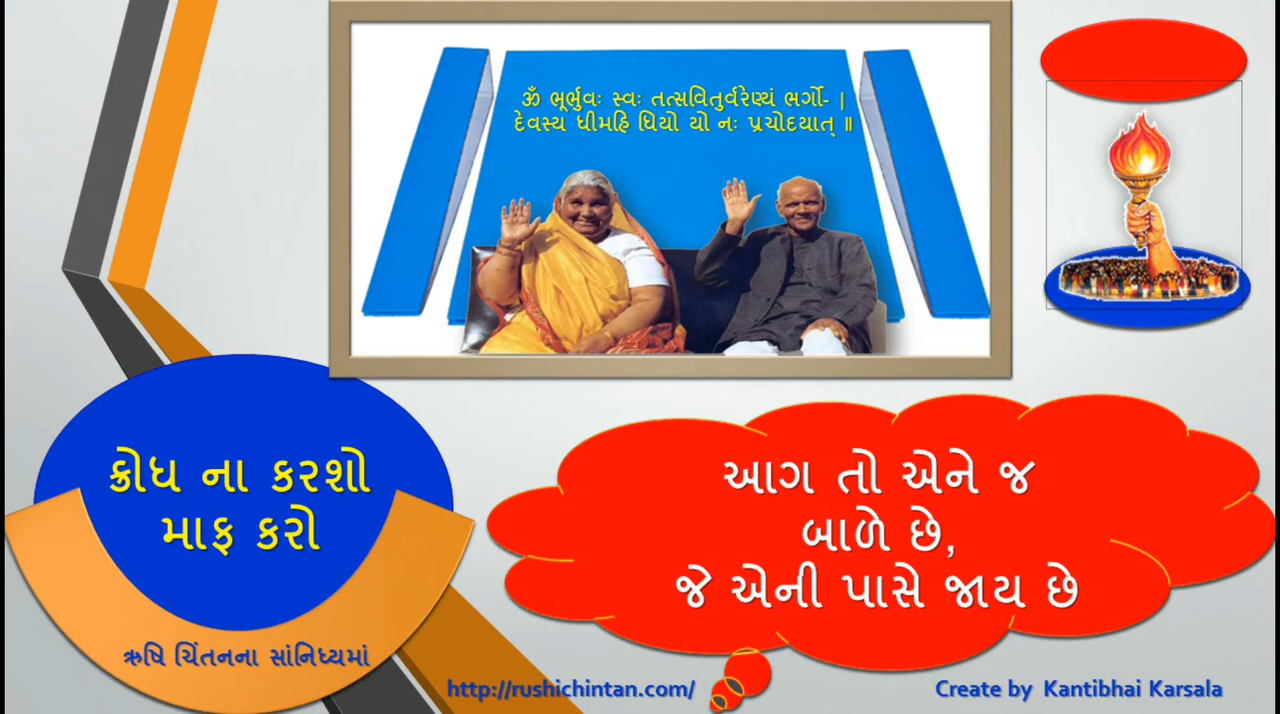 ૐ ભૂર્ભુવઃ સ્વઃ તત્સવિતુર્વરેણ્યં ભર્ગો- |
દેવસ્ય ધીમહિ ધિયો યો નઃ પ્રચોદયાત્ ॥
ક્રોધ ના કરશો
માફ કરો
ઋષિ ચિંતનના સાંનિધ્યમાં
આગ તો એને જ
બાળે છે,
જે એની પાસે જાય છે
http://rushichintan.com/
Create by Kantibhai Karsala